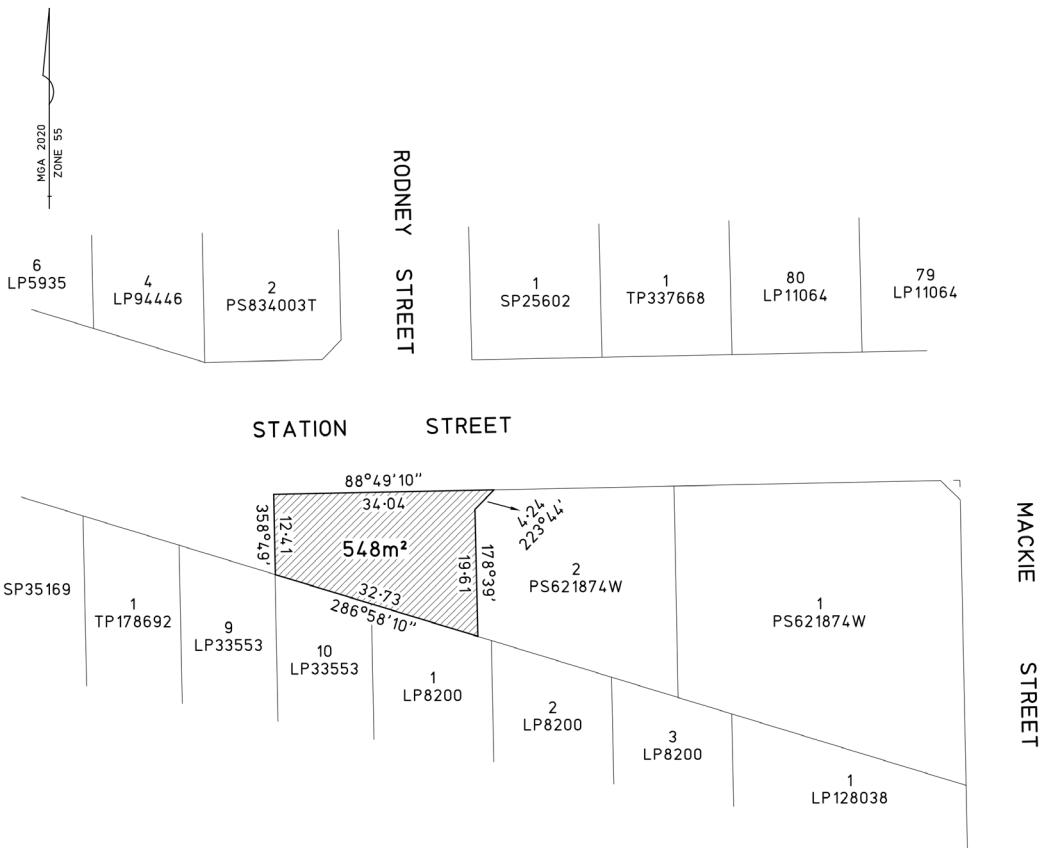 MGA 2020
ZONE 55
RODNEY STREET
6
LP5935
4
LP94446
2
PS834003T
1
SP25602
1
TP337668
80
LP11064
79
LP11064
STATION STREET
88°49'10"
34·04
358°49'
12·41
548m²
19·61
178°39'
4·24
223°44'
32·73
286°58'10"
2
PS621874W
1
PS621874W
MACKIE STREET
SP35169
1
TP178692
9
LP33553
10
LP33553
1
LP8200
2
LP8200
3
LP8200
1
LP128038